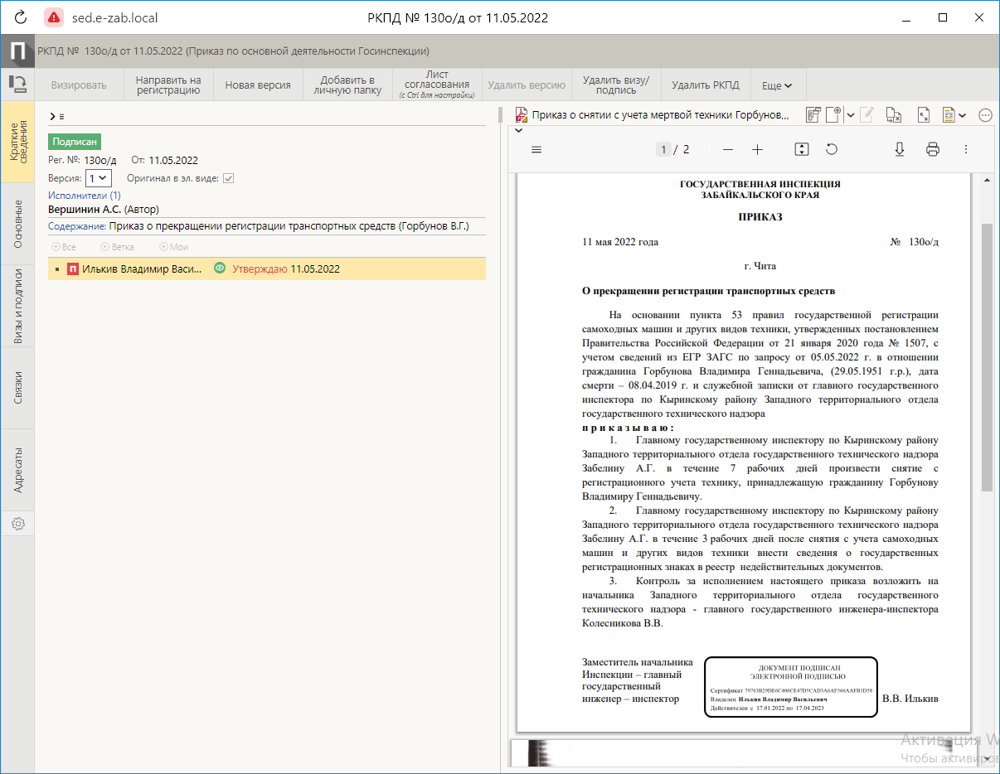 sed.e-zab.local
РКПД № 130о/д от 11.05.2022
П
РКПД № 130о/д от 11.05.2022 (Приказ по основной деятельности Госинспекции)
Визировать
Направить на
регистрацию
Новая версия
Добавить в
личную папку
Лист
согласования
(с Ctrl для настройки)
Удалить версию
Удалить визу/
подпись
Удалить РКПД
Еще
Краткие
сведения
Основные
Визы и подписи
Связки
Адресаты
Подписан
Рег. №: 130о/д От: 11.05.2022
Версия: 1 Оригинал в эл. виде:
Исполнители (1)
Вершинин А.С. (Автор)
Содержание: Приказ о прекращении регистрации транспортных средств (Горбунов В.Г.)
Все Ветка Мои
П Илькив Владимир Васи... Утверждаю 11.05.2022
Приказ о снятии с учета мертвой техники Горбунов...
1 / 2
ГОСУДАРСТВЕННАЯ ИНСПЕКЦИЯ
ЗАБАЙКАЛЬСКОГО КРАЯ
ПРИКАЗ
11 мая 2022 года № 130о/д
г. Чита
О прекращении регистрации транспортных средств
На основании пункта 53 правил государственной регистрации
самоходных машин и других видов техники, утвержденных постановлением
Правительства Российской Федерации от 21 января 2020 года № 1507, с
учетом сведений из ЕГР ЗАГС по запросу от 05.05.2022 г. в отношении
гражданина Горбунова Владимира Геннадьевича, (29.05.1951 г.р.), дата
смерти – 08.04.2019 г. и служебной записки от главного государственного
инспектора по Кыринскому району Западного территориального отдела
государственного технического надзора
п р и к а з ы в а ю :
1. Главному государственному инспектору по Кыринскому району
Западного территориального отдела государственного технического надзора
Забелину А.Г. в течение 7 рабочих дней произвести снятие с
регистрационного учета технику, принадлежащую гражданину Горбунову
Владимиру Геннадьевичу.
2. Главному государственному инспектору по Кыринскому району
Западного территориального отдела государственного технического надзора
Забелину А.Г. в течение 3 рабочих дней после снятия с учета самоходных
машин и других видов техники внести сведения о государственных
регистрационных знаках в реестр недействительных документов.
3. Контроль за исполнением настоящего приказа возложить на
начальника Западного территориального отдела государственного
технического надзора - главного государственного инженера-инспектора
Колесникова В.В.
Заместитель начальника
Инспекции – главный
государственный
инженер – инспектор
ДОКУМЕНТ ПОДПИСАН
ЭЛЕКТРОННОЙ ПОДПИСЬЮ
Сертификат 79763B29DE6C406CE47D5CAD3A6AF566AAFB1D58
Владелец Илькив Владимир Васильевич
Действителен с 17.01.2022 по 17.04.2023
В.В. Илькив
Активация W
Чтобы активиров